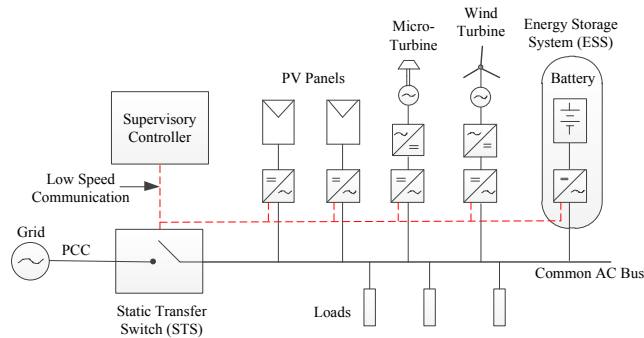 Micro-
Turbine
Wind
Turbine
Energy Storage
System (ESS)
PV Panels
Battery
Supervisory
Controller
Low Speed
Communication
Grid
PCC
Common AC Bus
Static Transfer
Switch (STS)
Loads